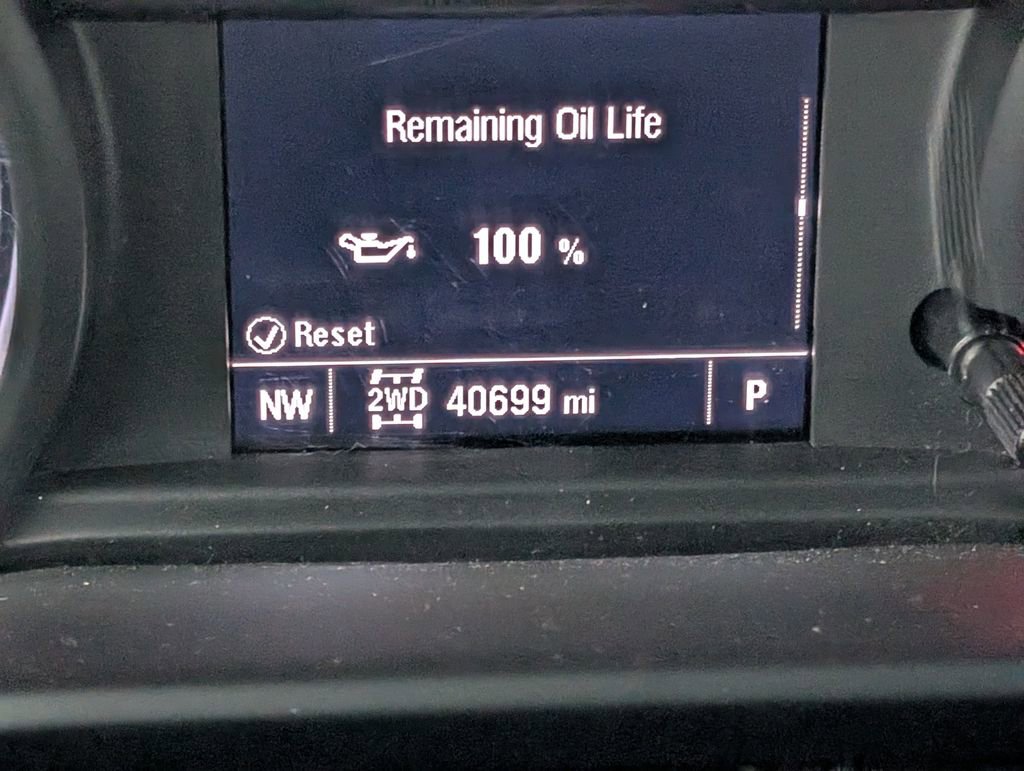 Remaining Oil Life
100 %
Reset
NW 2WD 40699 mi P